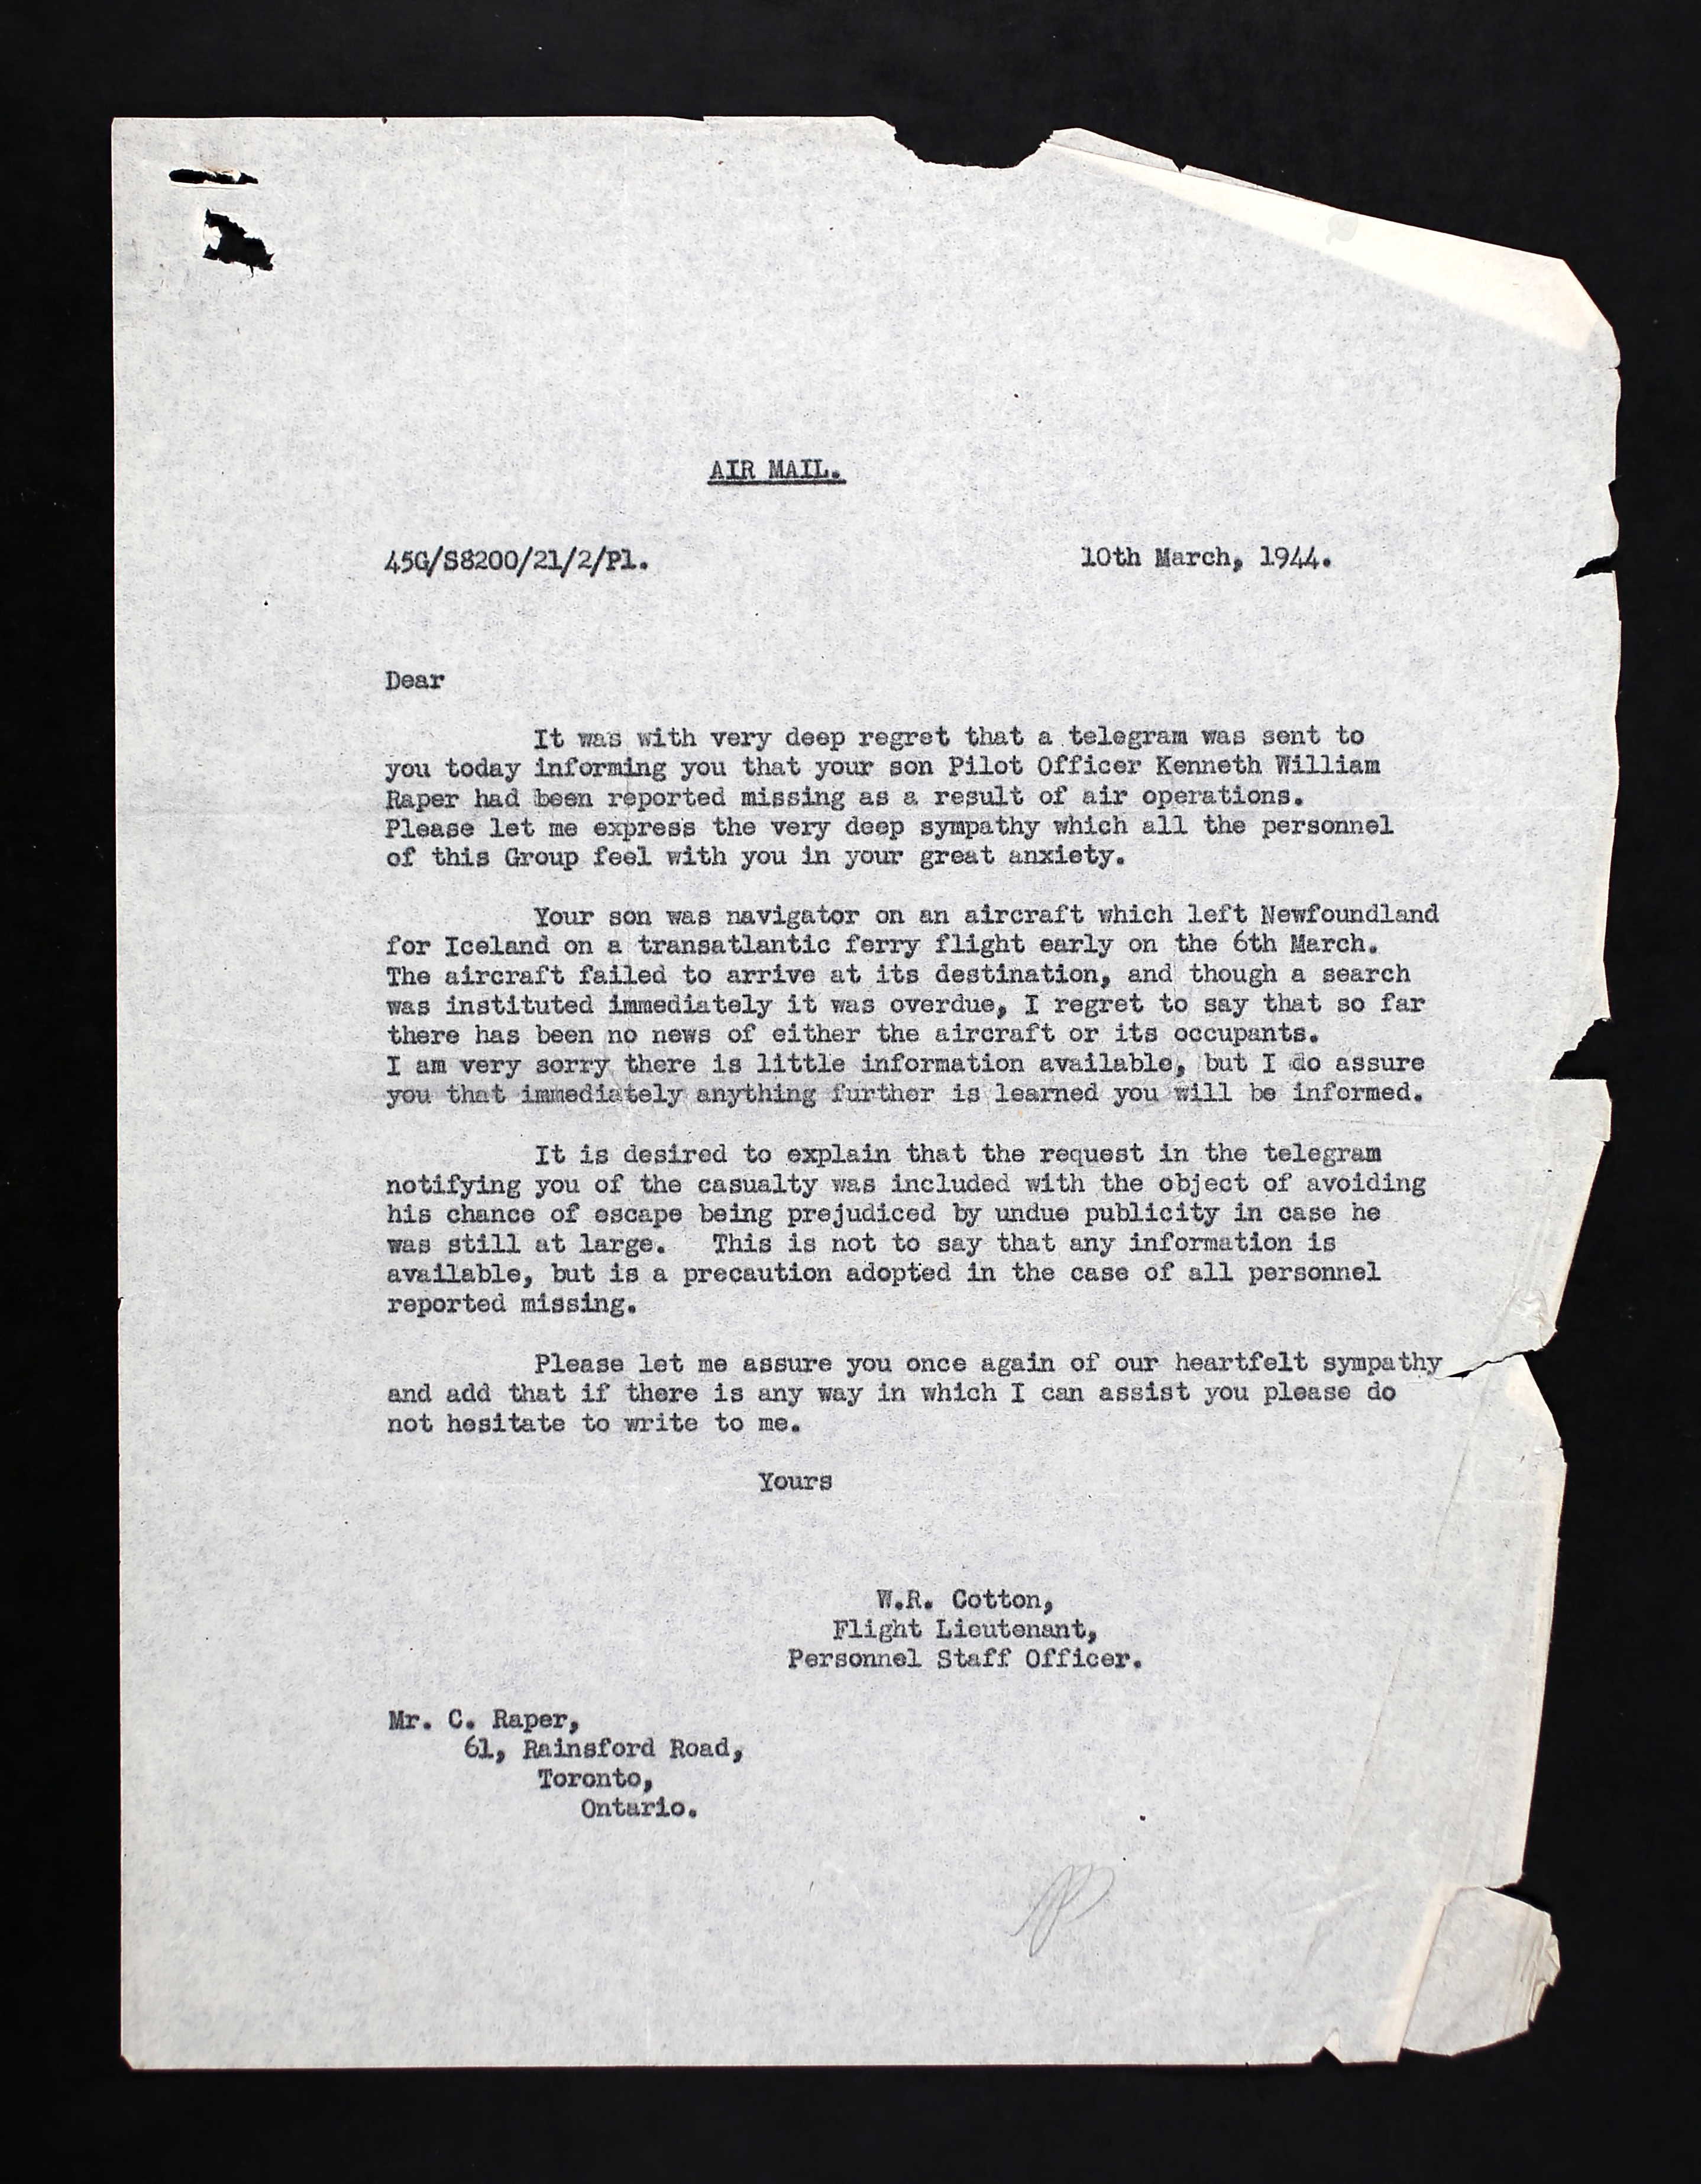 AIR MAIL.
45G/S8200/21/2/P1. 10th March, 1944.
Dear
It was with very deep regret that a telegram was sent to
you today informing you that your son Pilot Officer Kenneth William
Raper had been reported missing as a result of air operations.
Please let me express the very deep sympathy which all the personnel
of this Group feel with you in your great anxiety.
Your son was navigator on an aircraft which left Newfoundland
for Iceland on a transatlantic ferry flight early on the 6th March.
The aircraft failed to arrive at its destination, and though a search
was instituted immediately it was overdue, I regret to say that so far
there has been no news of either the aircraft or its occupants.
I am very sorry there is little information available, but I do assure
you that immediately anything further is learned you will be informed.
It is desired to explain that the request in the telegram
notifying you of the casualty was included with the object of avoiding
his chance of escape being prejudiced by undue publicity in case he
was still at large. This is not to say that any information is
available, but is a precaution adopted in the case of all personnel
reported missing.
Please let me assure you once again of our heartfelt sympathy
and add that if there is any way in which I can assist you please do
not hesitate to write to me.
Yours
W.R. Cotton,
Flight Lieutenant,
Personnel Staff Officer.
Mr. C. Raper,
61, Rainsford Road,
Toronto,
Ontario.